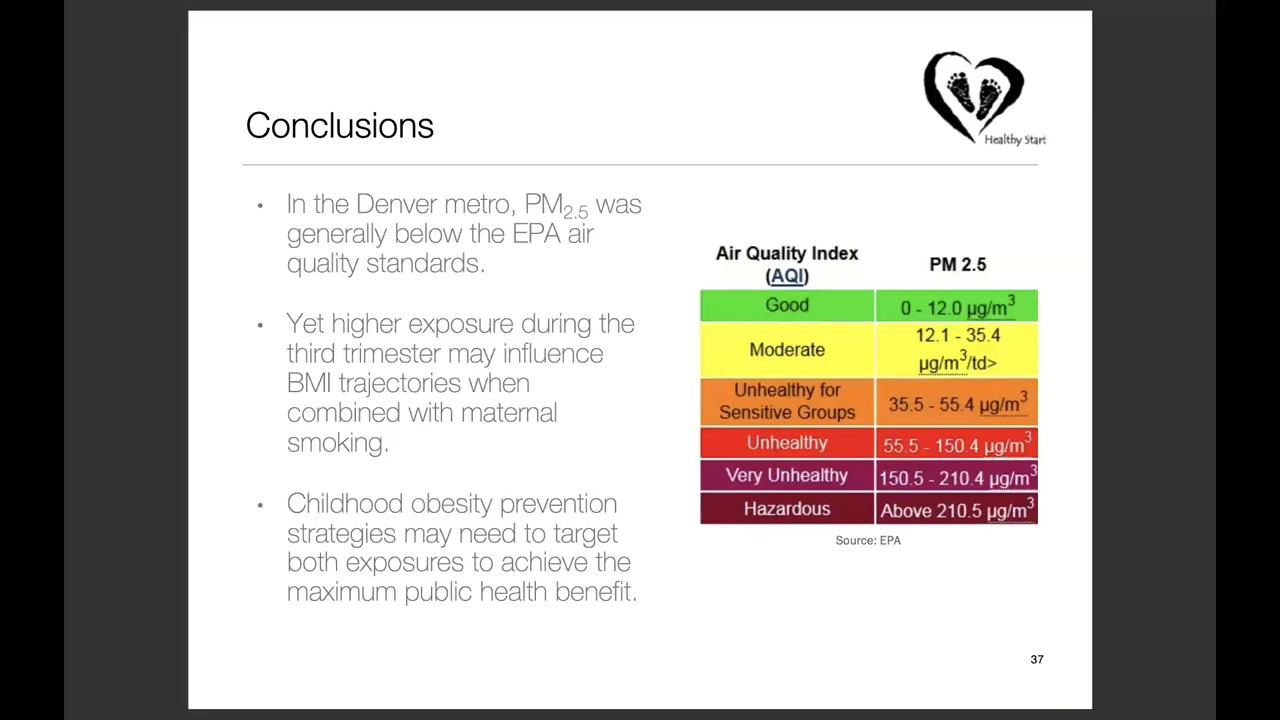 Healthy Start
Conclusions
• In the Denver metro, PM2.5 was
generally below the EPA air
quality standards.
• Yet higher exposure during the
third trimester may influence
BMI trajectories when
combined with maternal
smoking.
• Childhood obesity prevention
strategies may need to target
both exposures to achieve the
maximum public health benefit.
Air Quality Index
(AQI)
PM 2.5
Good
0 - 12.0 µg/m3
Moderate
12.1 - 35.4
µg/m3/td>
Unhealthy for
Sensitive Groups
35.5 - 55.4 µg/m3
Unhealthy
55.5 - 150.4 µg/m3
Very Unhealthy
150.5 - 210.4 µg/m3
Hazardous
Above 210.5 µg/m3
Source: EPA
37